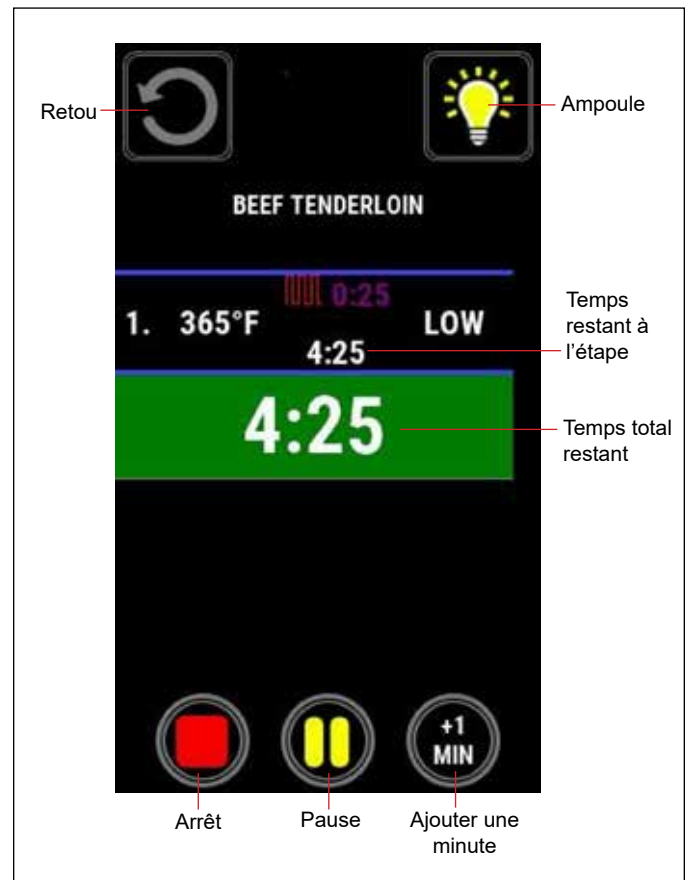 Retou
Ampoule
BEEF TENDERLOIN
0:25
1. 365°F LOW
4:25
Temps
restant à
l'étape
4:25
Temps total
restant
+1
MIN
Arrêt
Pause
Ajouter une
minute